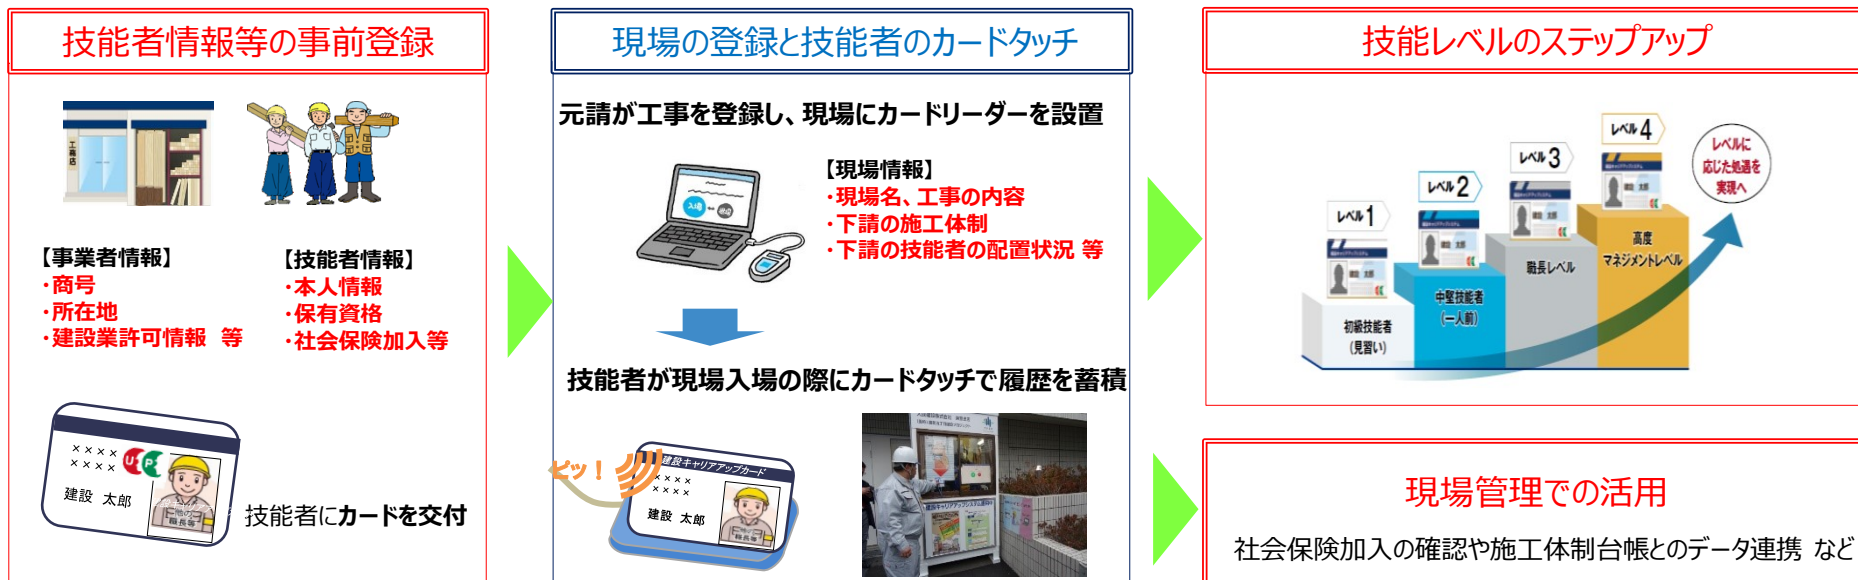 技能者情報等の事前登録
工務店
【事業者情報】
・商号
・所在地
・建設業許可情報 等
【技能者情報】
・本人情報
・保有資格
・社会保険加入等
××××
××××
建設 太郎
技能者にカードを交付
現場の登録と技能者のカードタッチ
元請が工事を登録し、現場にカードリーダーを設置
【現場情報】
・現場名、工事の内容
・下請の施工体制
・下請の技能者の配置状況 等
技能者が現場入場の際にカードタッチで履歴を蓄積
ピッ！
建設キャリアアップカード
××××
××××
建設 太郎
職長等
技能レベルのステップアップ
レベル1
レベル2
レベル3
レベル4
レベルに
応じた処遇を
実現へ
初級技能者
（見習い）
中堅技能者
（一人前）
職長レベル
高度
マネジメントレベル
現場管理での活用
社会保険加入の確認や施工体制台帳とのデータ連携 など